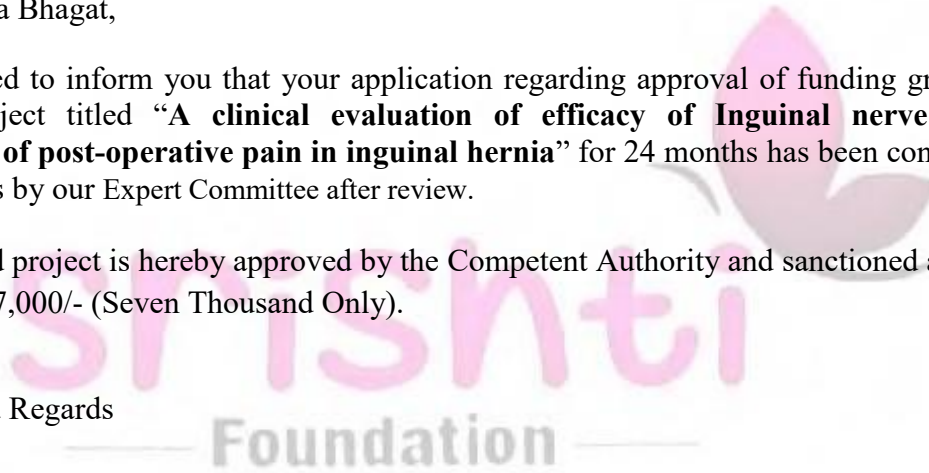 a Bhagat,
ed to inform you that your application regarding approval of funding gr
ject titled “A clinical evaluation of efficacy of Inguinal nerve
of post-operative pain in inguinal hernia” for 24 months has been con
s by our Expert Committee after review.
d project is hereby approved by the Competent Authority and sanctioned a
7,000/- (Seven Thousand Only).
srishti
Regards
Foundation